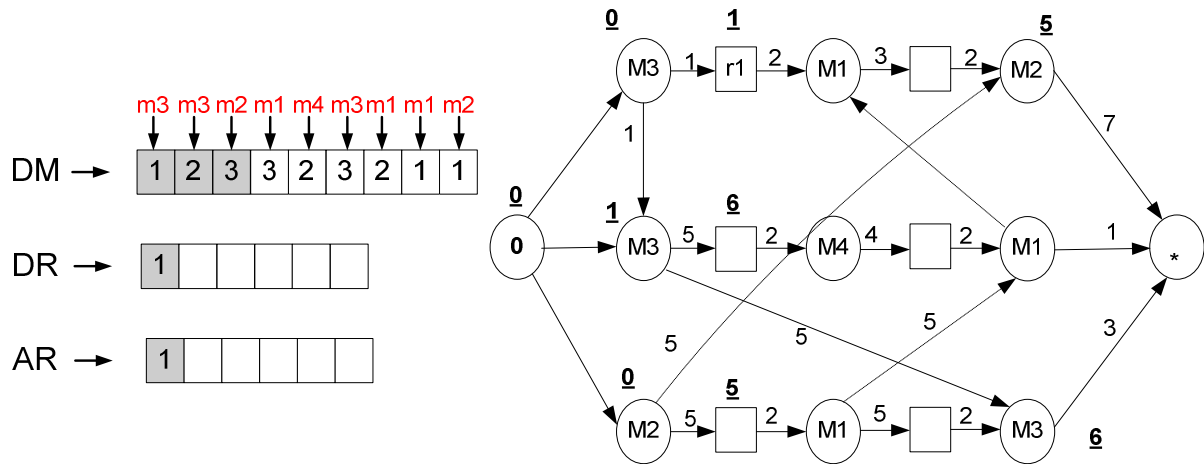 m3 m3 m2 m1 m4 m3 m1 m1 m2
DM 1 2 3 3 2 3 2 1 1
DR 1
AR 1
0 1 5
M3 1 r1 2 M1 3 2 M2
1 7
0 1 6
0 M3 5 2 M4 4 2 M1 1 *
5 5 5 3
0 5
M2 5 2 M1 5 2 M3 6